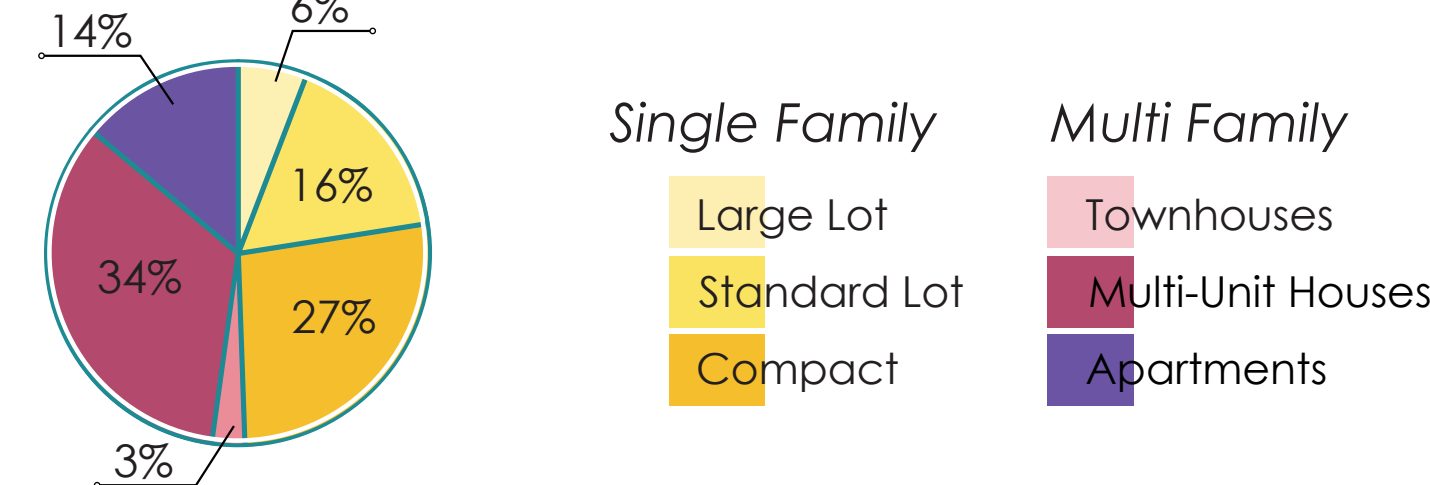 6%
14%
16%
34%
27%
3%
Single Family
Large Lot
Standard Lot
Compact
Multi Family
Townhouses
Multi-Unit Houses
Apartments